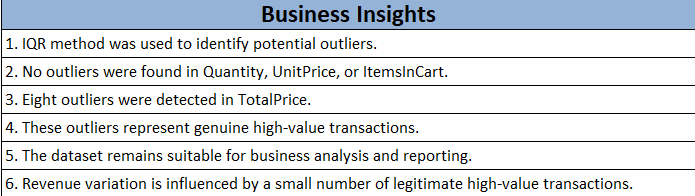 Business Insights
1. IQR method was used to identify potential outliers.
2. No outliers were found in Quantity, UnitPrice, or ItemsInCart.
3. Eight outliers were detected in TotalPrice.
4. These outliers represent genuine high-value transactions.
5. The dataset remains suitable for business analysis and reporting.
6. Revenue variation is influenced by a small number of legitimate high-value transactions.